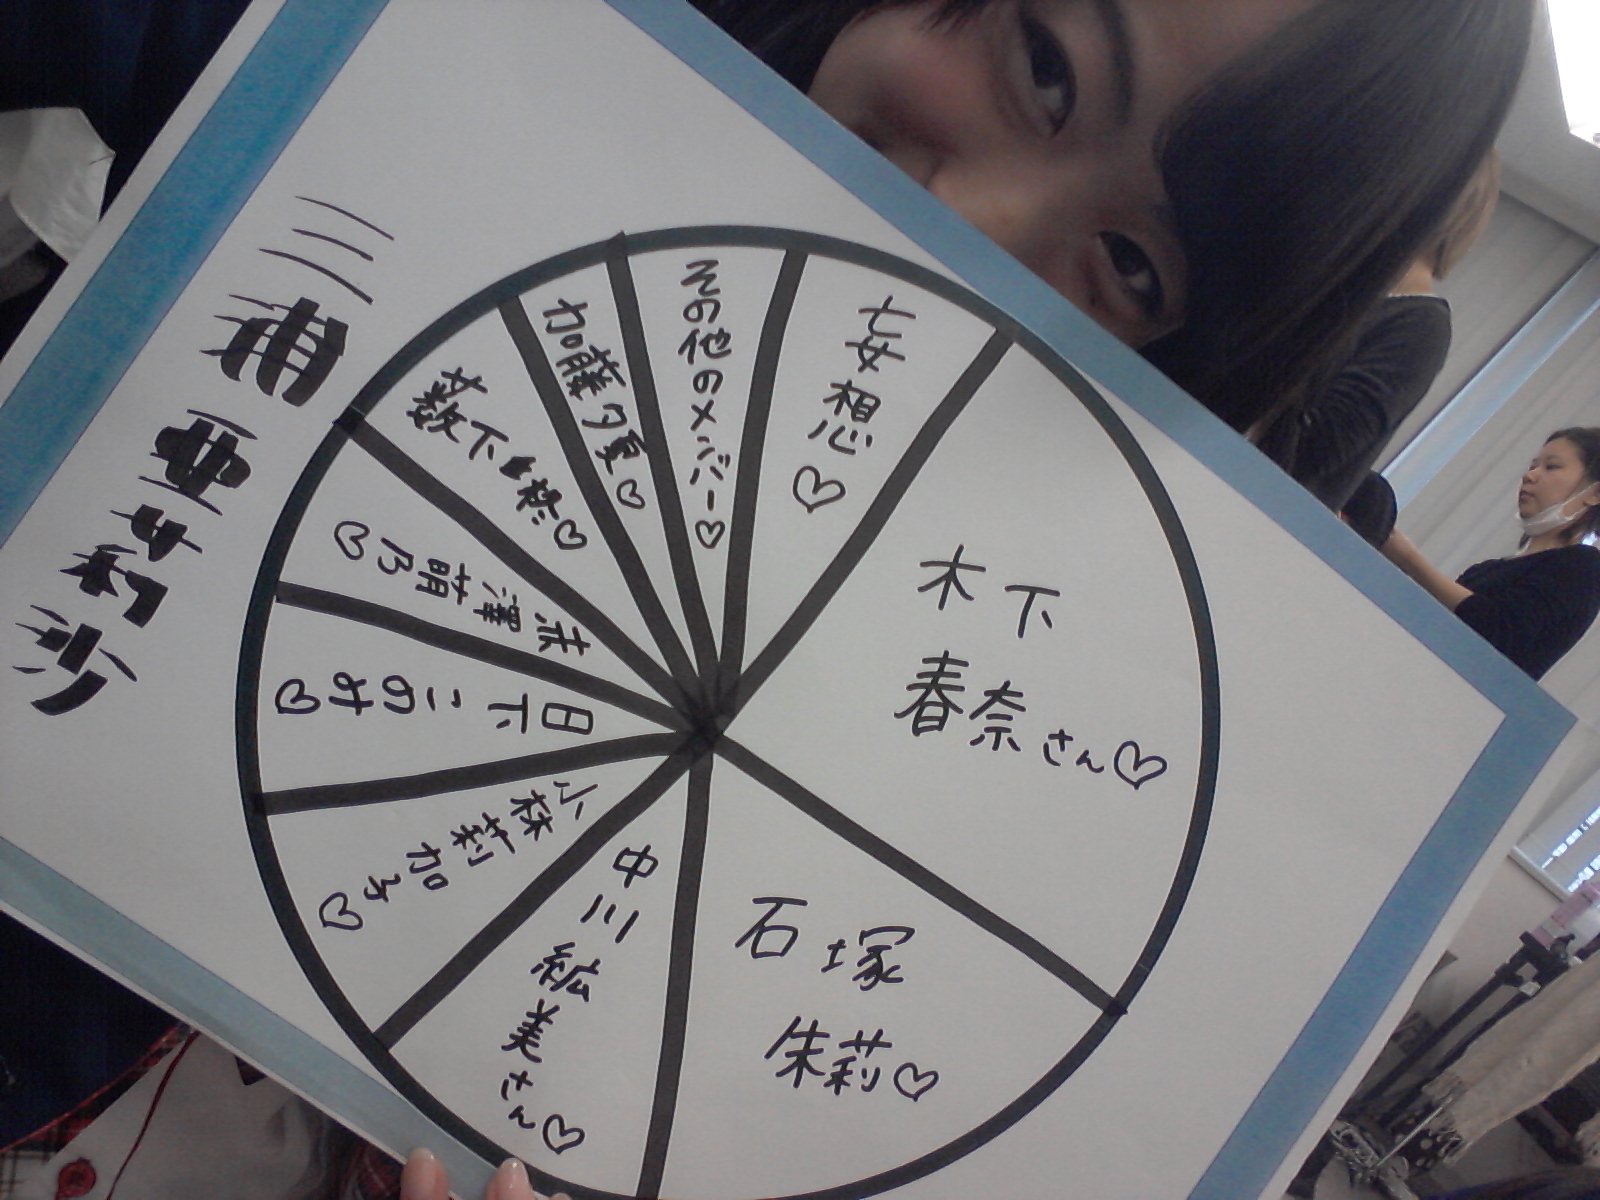 三浦亜莉沙
木下
春奈さん♡
石塚
朱莉♡
中川紘美さん♡
小林莉加子♡
日下このみ♡
赤澤萌乃♡
薮下柊♡
加藤夕夏♡
その他のメンバー♡
妄想♡